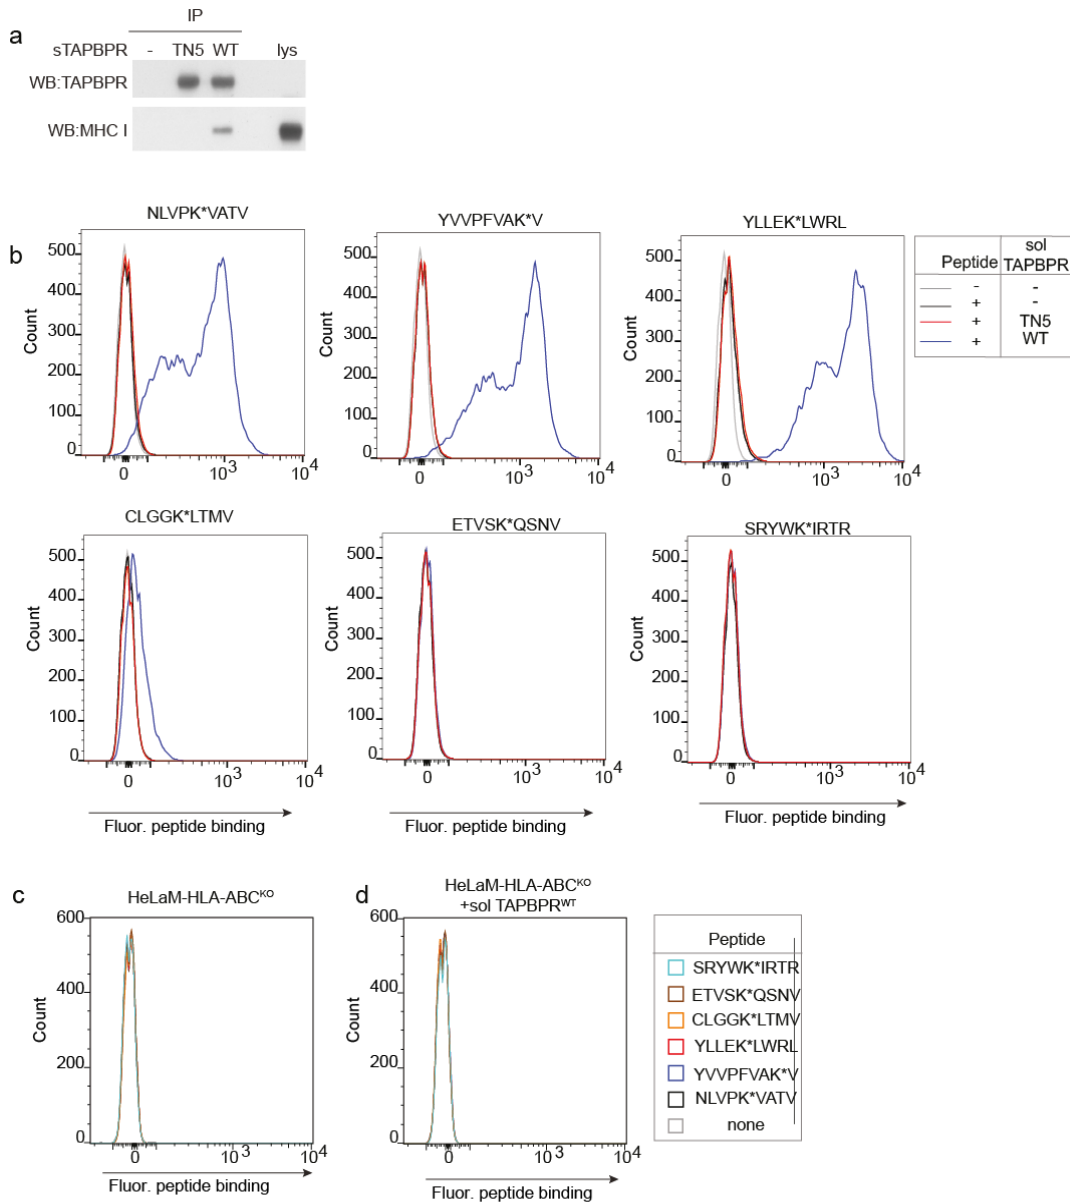 a
IP
sTAPBPR - TN5 WT lys
WB:TAPBPR
WB:MHC I
b
NLVPK*VATV
Count
500
400
300
200
100
0
0 10³ 10⁴
YVVPFVAK*V
Count
500
400
300
200
100
0
0 10³ 10⁴
YLLEK*LWRL
Count
500
400
300
200
100
0
0 10³ 10⁴
sol
Peptide TAPBPR
- -
+ -
+ TN5
+ WT
CLGGK*LTMV
Count
500
400
300
200
100
0
0 10³ 10⁴
Fluor. peptide binding
ETVSK*QSNV
Count
500
400
300
200
100
0
0 10³ 10⁴
Fluor. peptide binding
SRYWK*IRTR
Count
500
400
300
200
100
0
0 10³ 10⁴
Fluor. peptide binding
c
HeLaM-HLA-ABCᴷᴼ
Count
600
400
200
0
0 10³ 10⁴
Fluor. peptide binding
d
HeLaM-HLA-ABCᴷᴼ
+sol TAPBPRᵂᵀ
Count
600
400
200
0
0 10³ 10⁴
Fluor. peptide binding
Peptide
SRYWK*IRTR
ETVSK*QSNV
CLGGK*LTMV
YLLEK*LWRL
YVVPFVAK*V
NLVPK*VATV
none